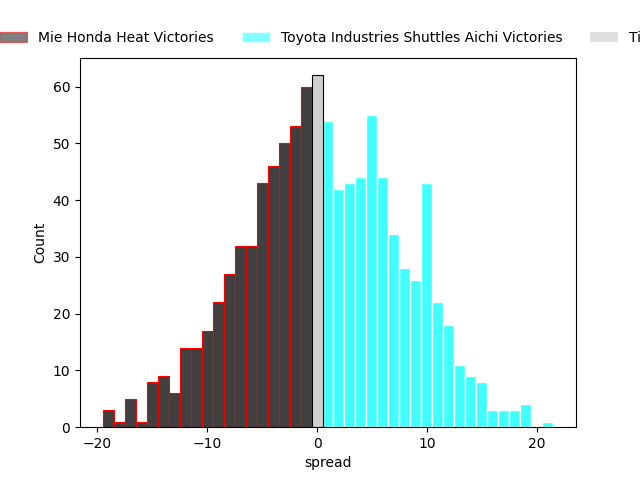 Mie Honda Heat Victories Toyota Industries Shuttles Aichi Victories Ti
60
50
40
30
20
10
0
Count
−20 −10 0 10 20
spread